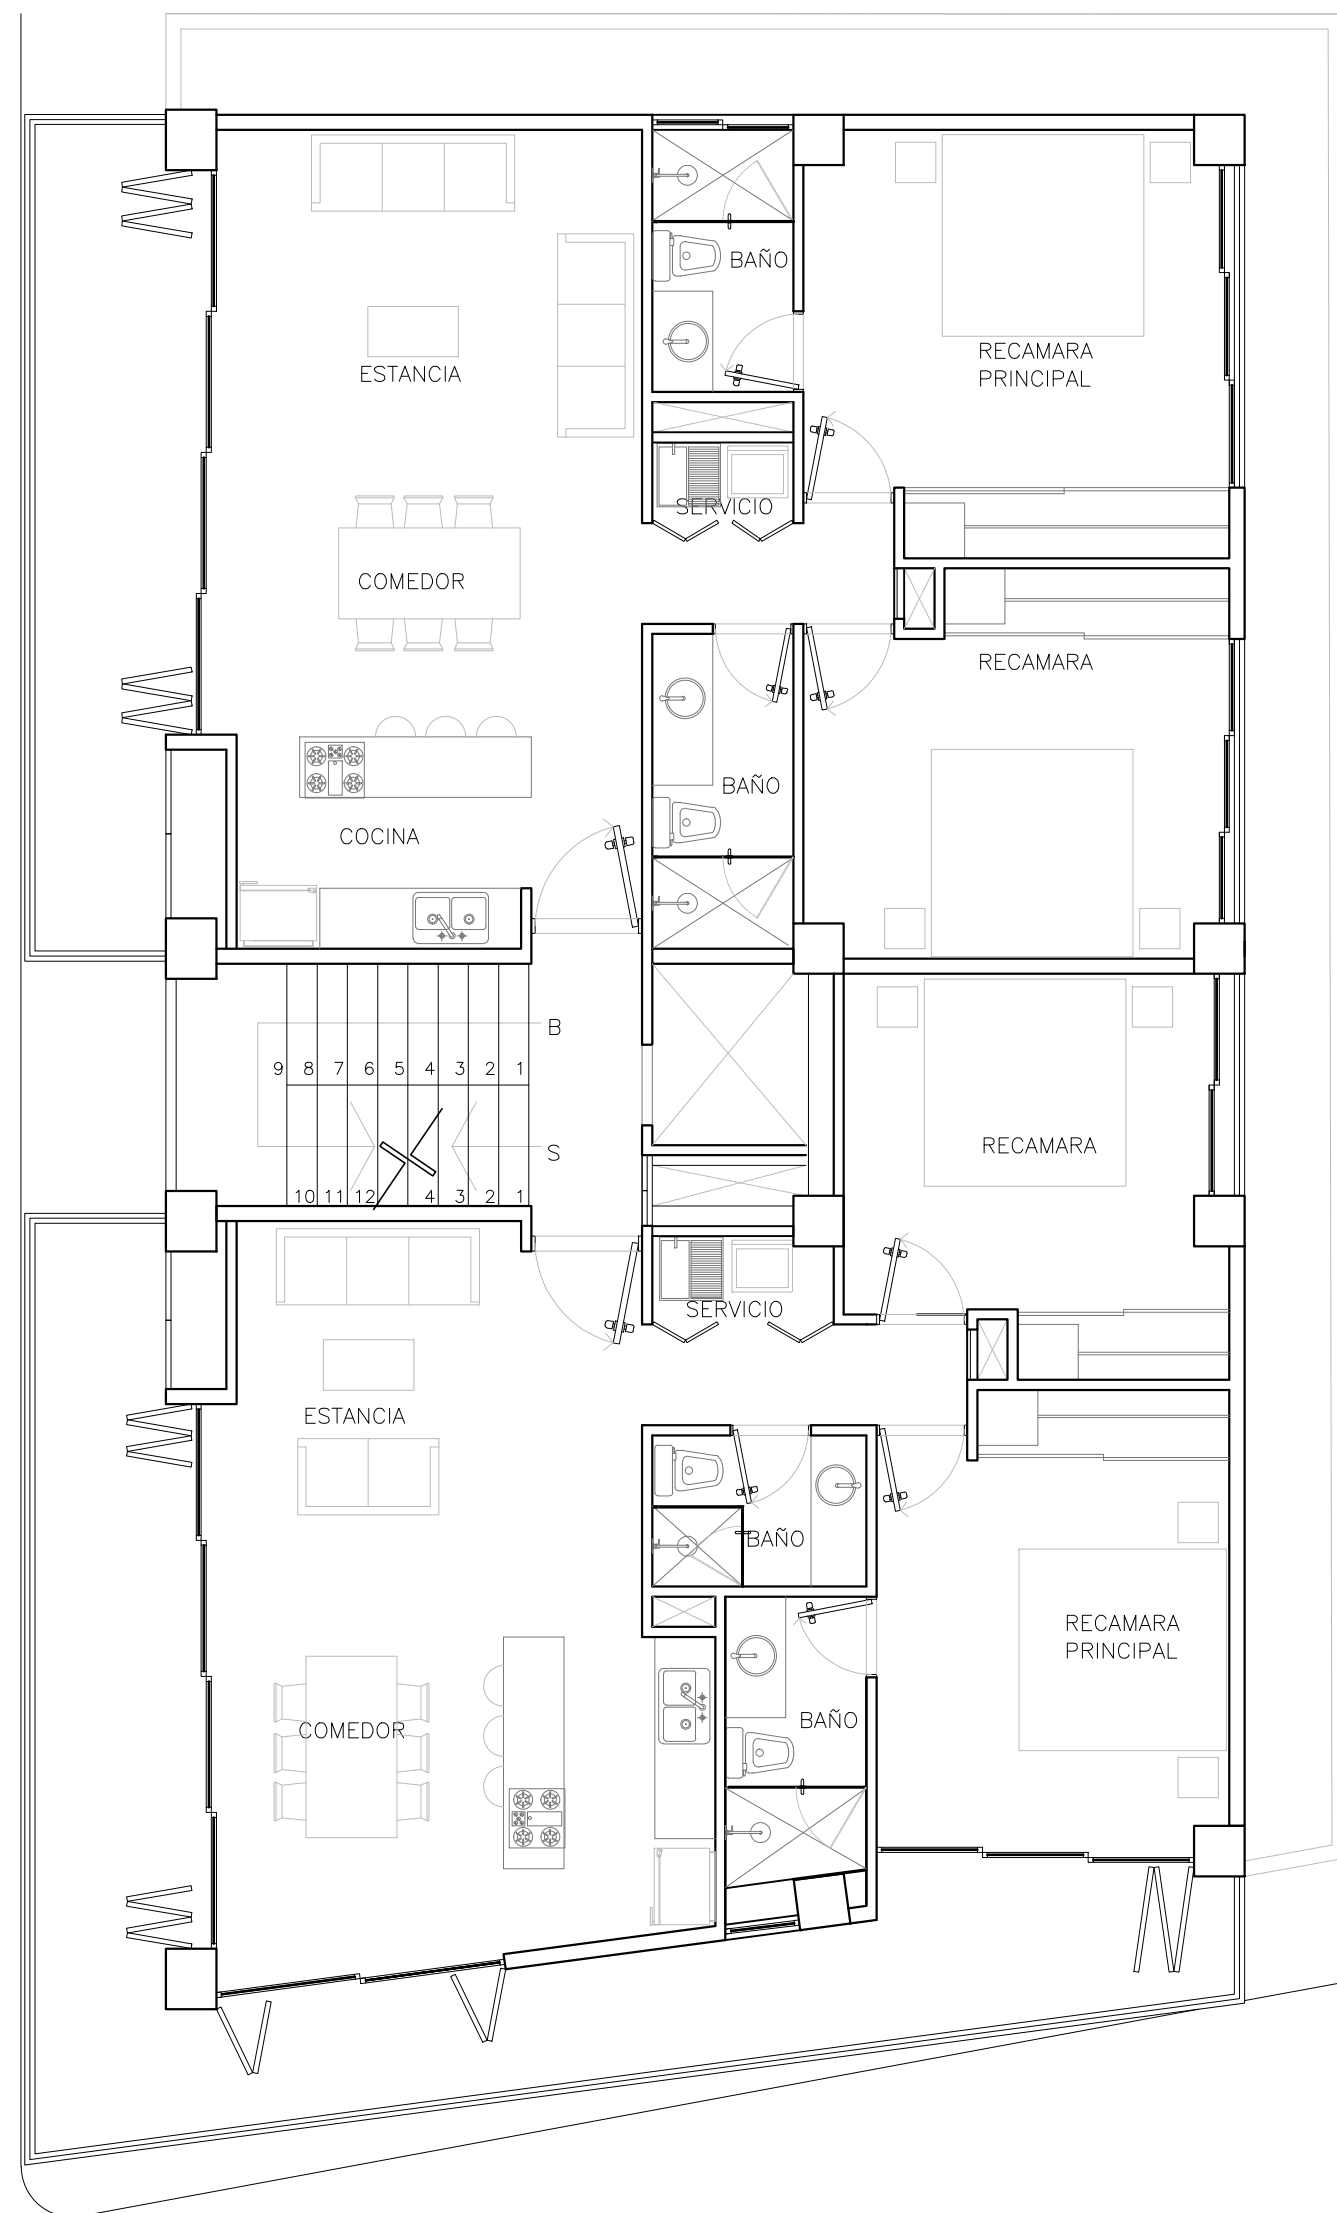 BAÑO
RECAMARA
PRINCIPAL
ESTANCIA
SERVICIO
COMEDOR
RECAMARA
BAÑO
COCINA
B
9 8 7 6 5 4 3 2 1
S
10 11 12 4 3 2 1
RECAMARA
SERVICIO
ESTANCIA
BAÑO
RECAMARA
PRINCIPAL
BAÑO
COMEDOR